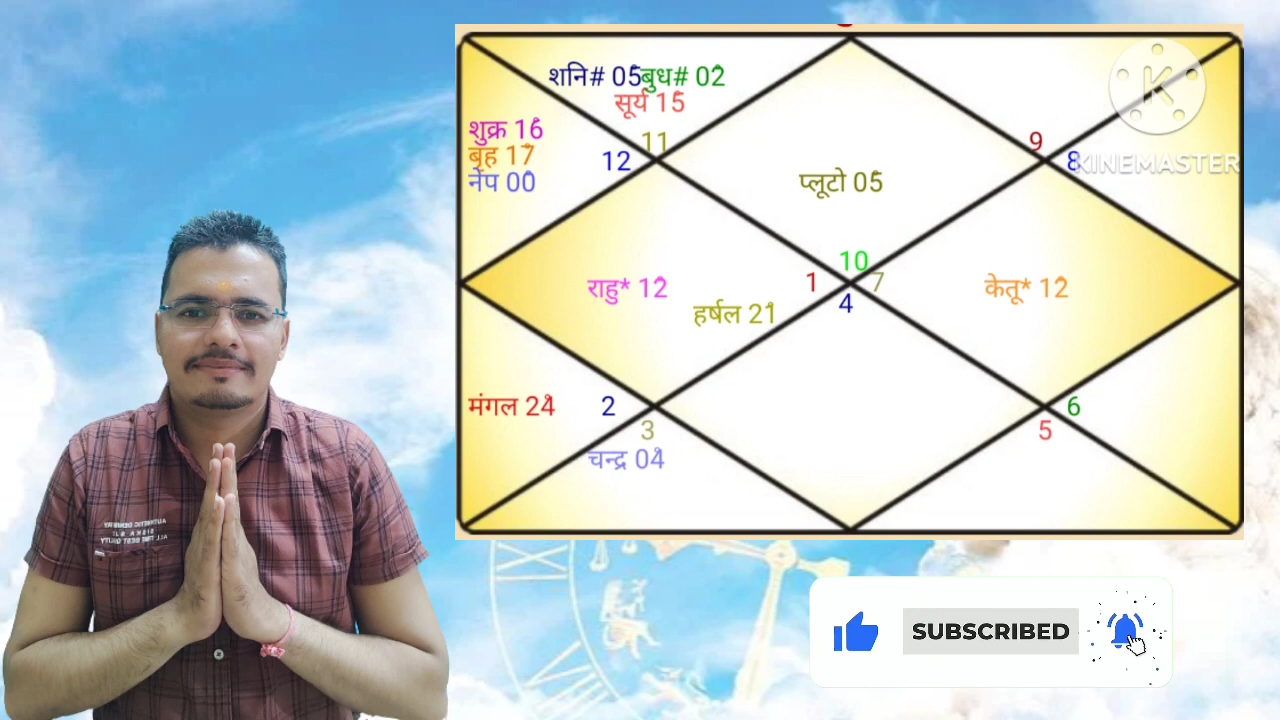 शनि# 05° बुध# 02°
सूर्य 15°
शुक्र 16°
बृह 17°
नेप 00°
11
12
9
8
KINEMASTER
प्लूटो 05°
10
1
7
4
राहु* 12°
केतू* 12°
हर्षल 21°
मंगल 24°
2
3
चन्द्र 04°
6
5
SUBSCRIBED